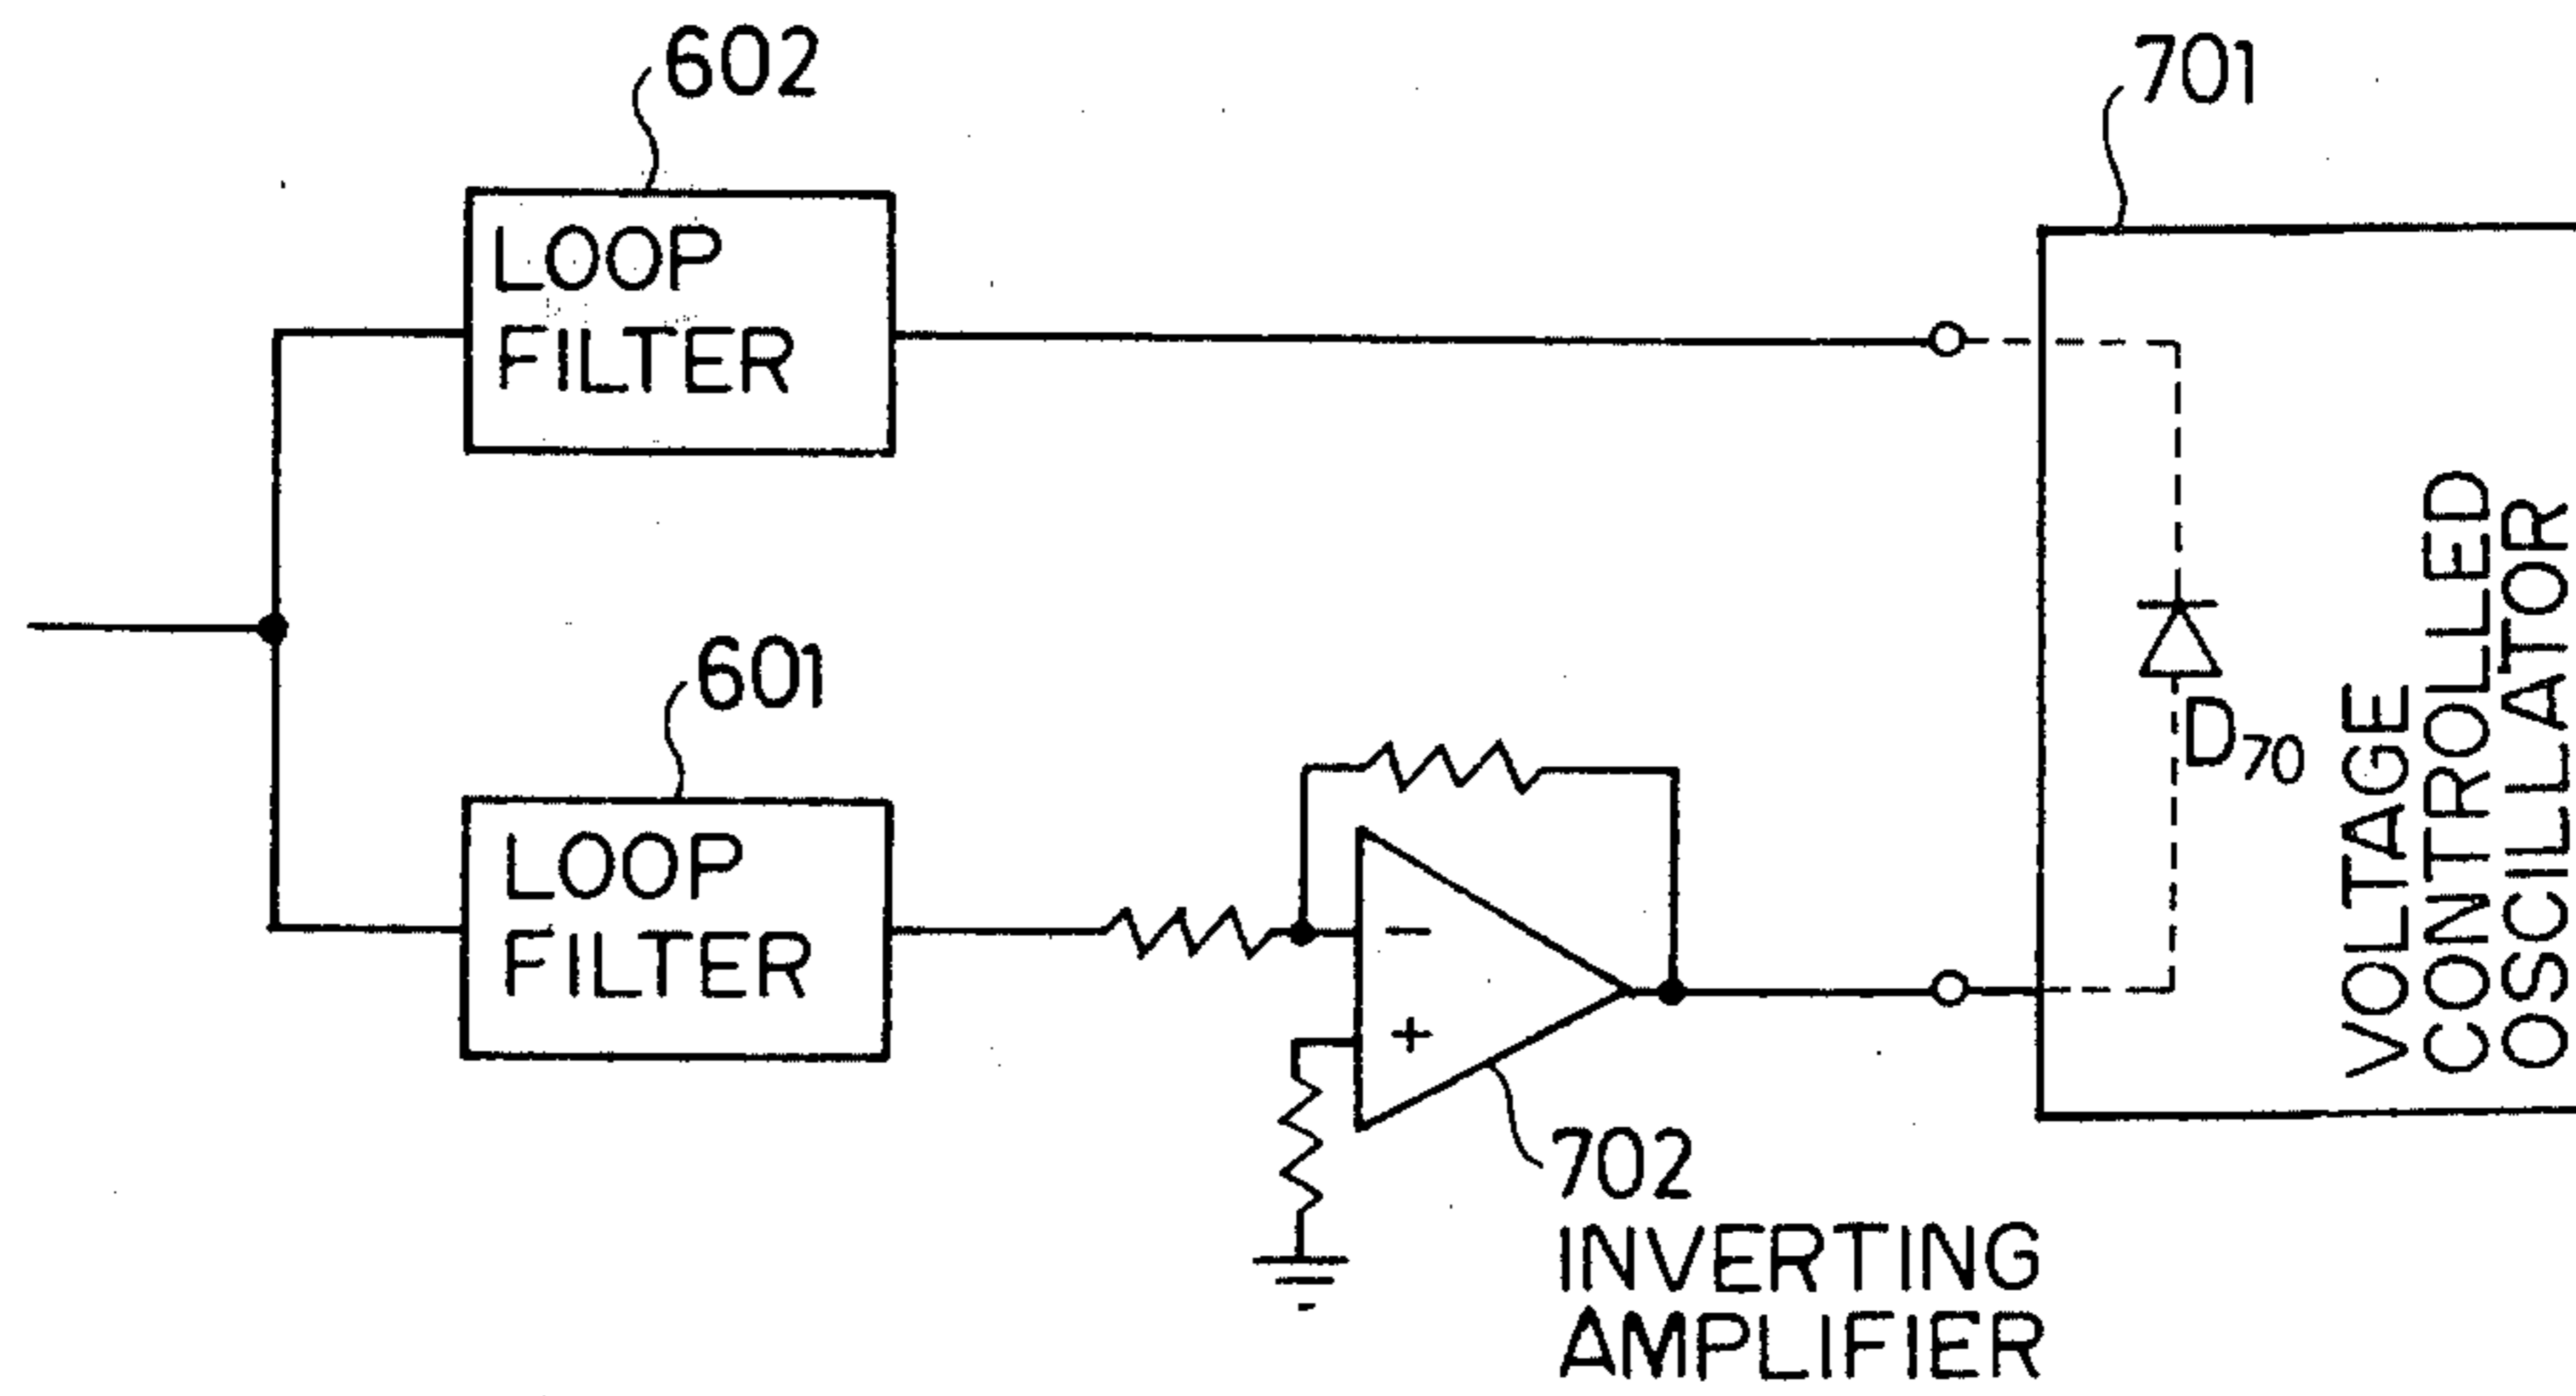 602
701
LOOP
FILTER
601
LOOP
FILTER
−
+
702
INVERTING
AMPLIFIER
D70
VOLTAGE
CONTROLLED
OSCILLATOR